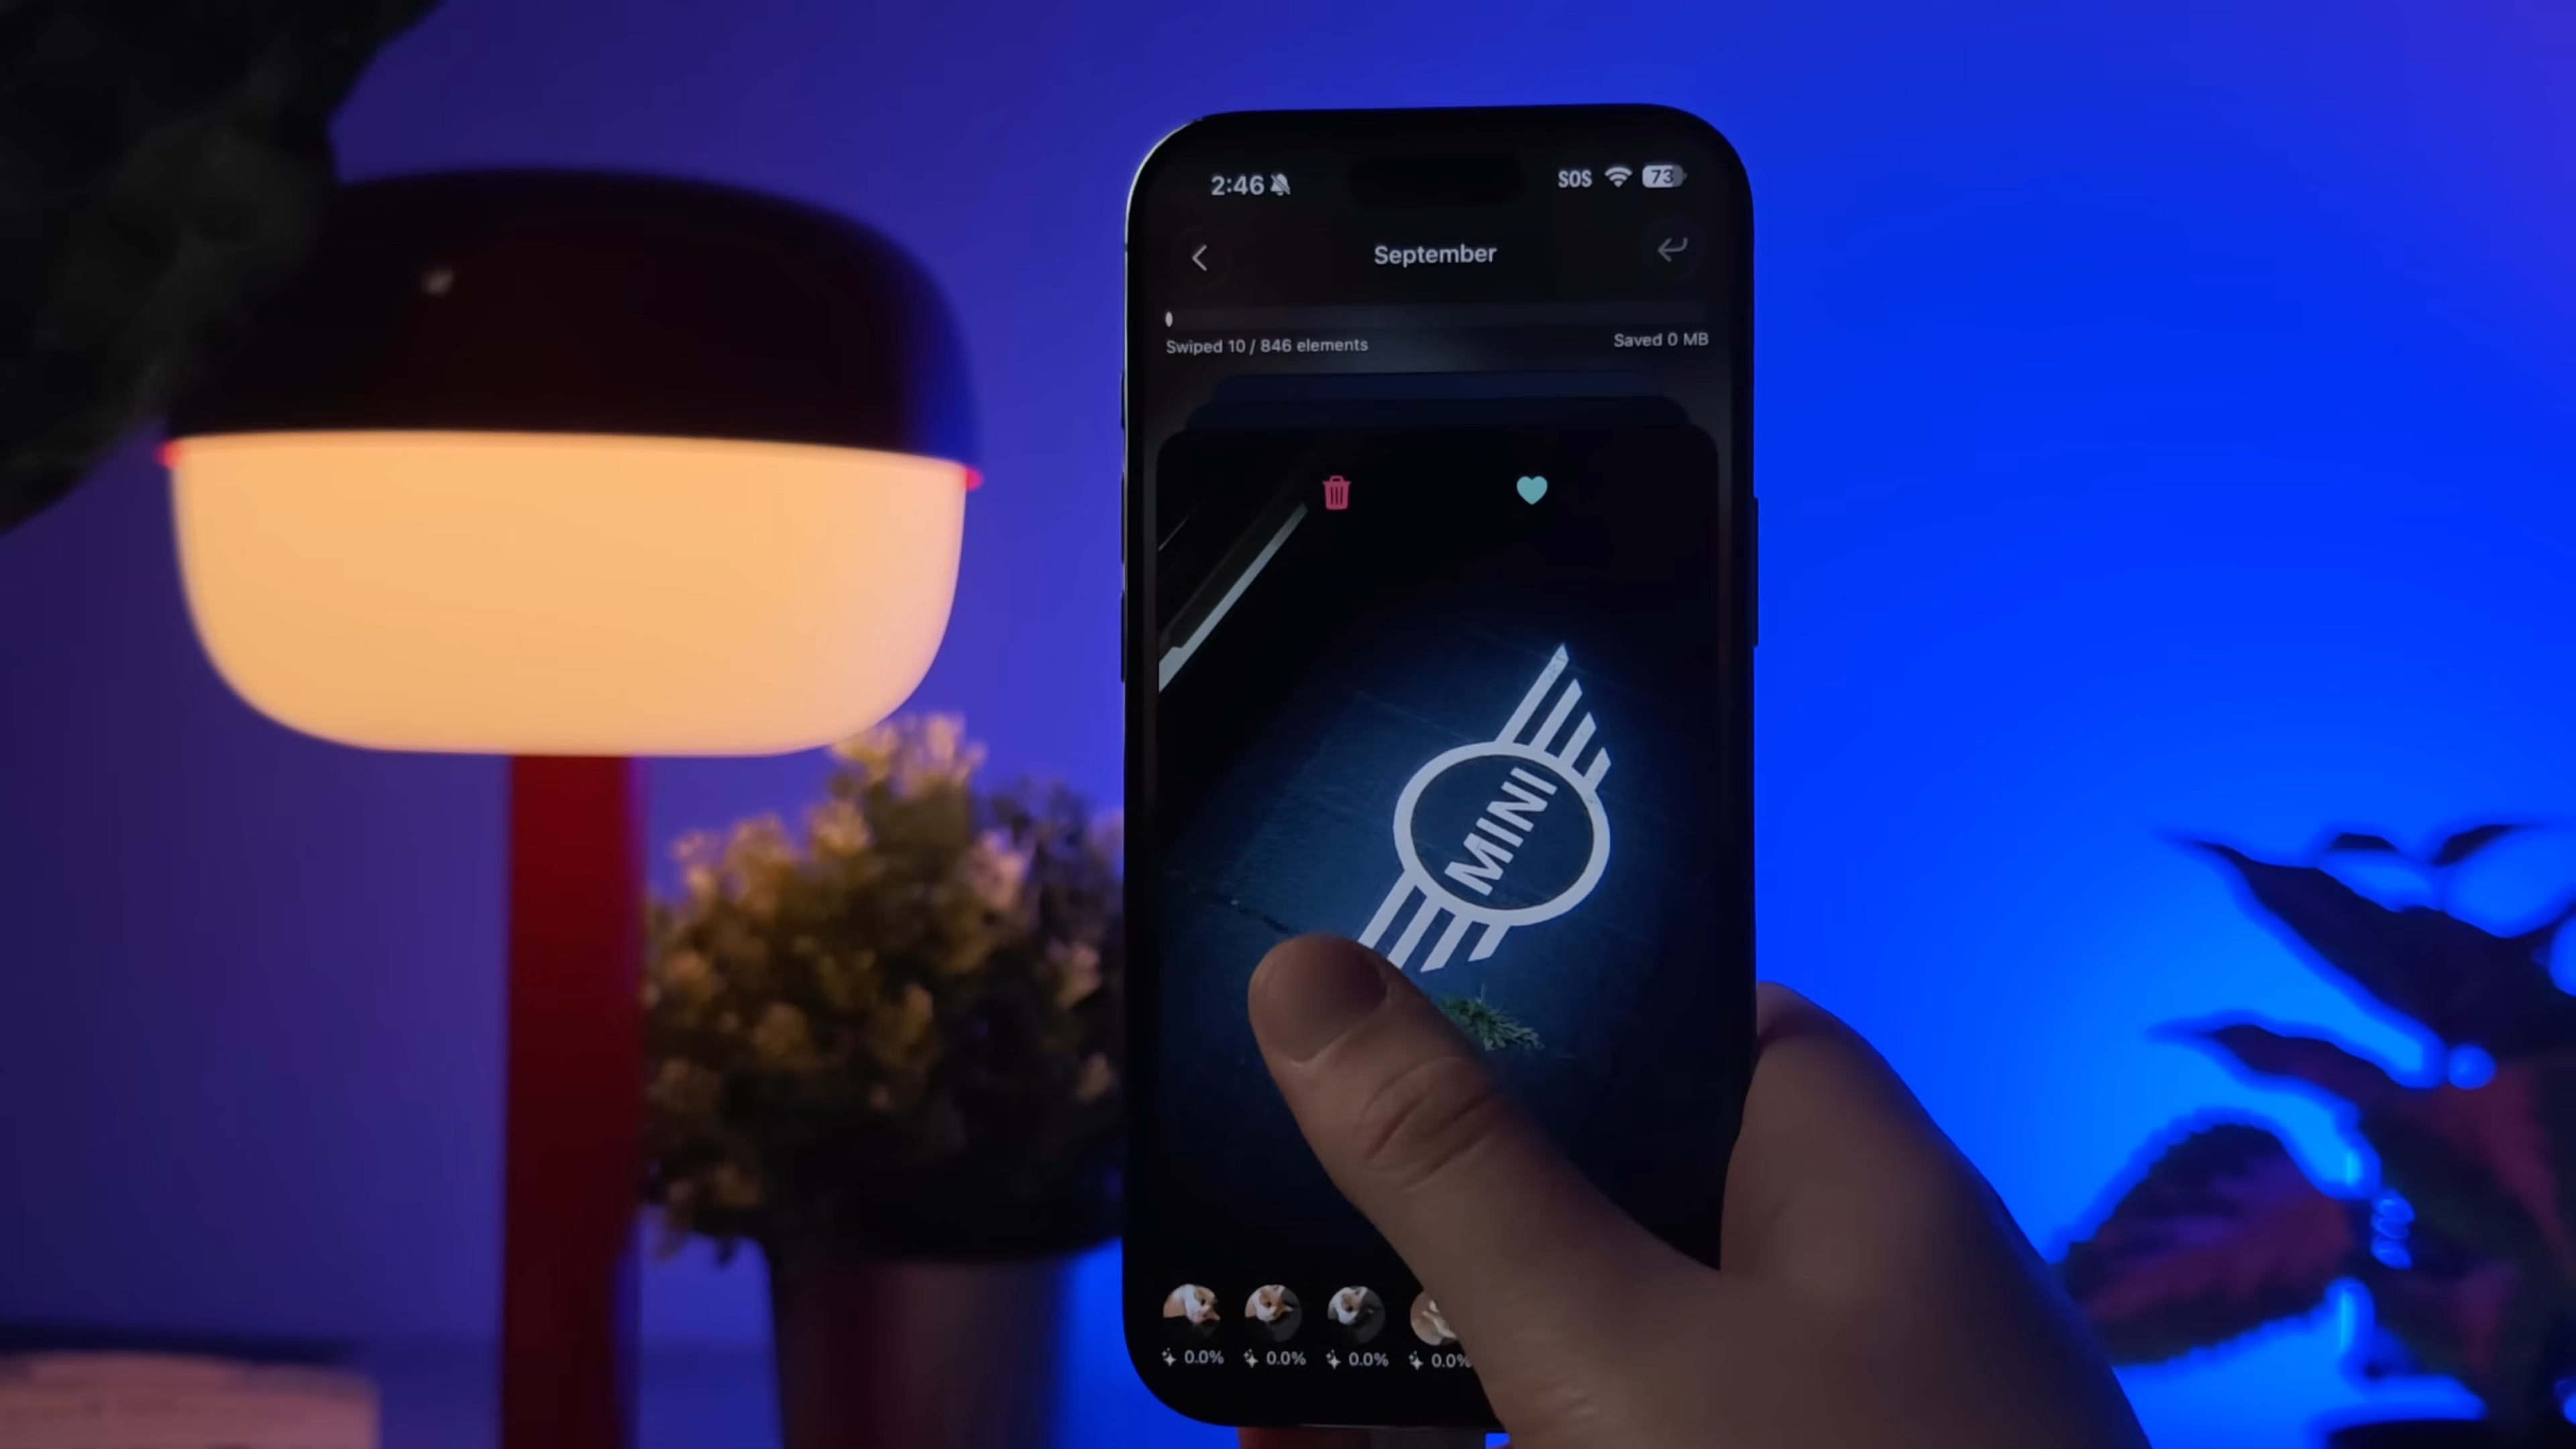 2:46
SOS
73
September
Swiped 10 / 846 elements
Saved 0 MB
MINI
0.0%
0.0%
0.0%
0.0%